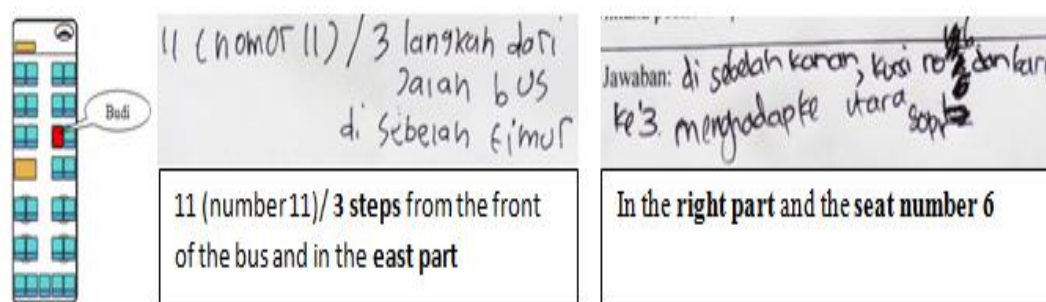 Budi
11 (nomor 11) / 3 langkah dari
Jalan bus
di sebelah timur
11 (number 11)/ 3 steps from the front
of the bus and in the east part
Jawaban: di sebelah kanan, kursi no 6 dan bari
ke 3. menghadap ke utara
In the right part and the seat number 6